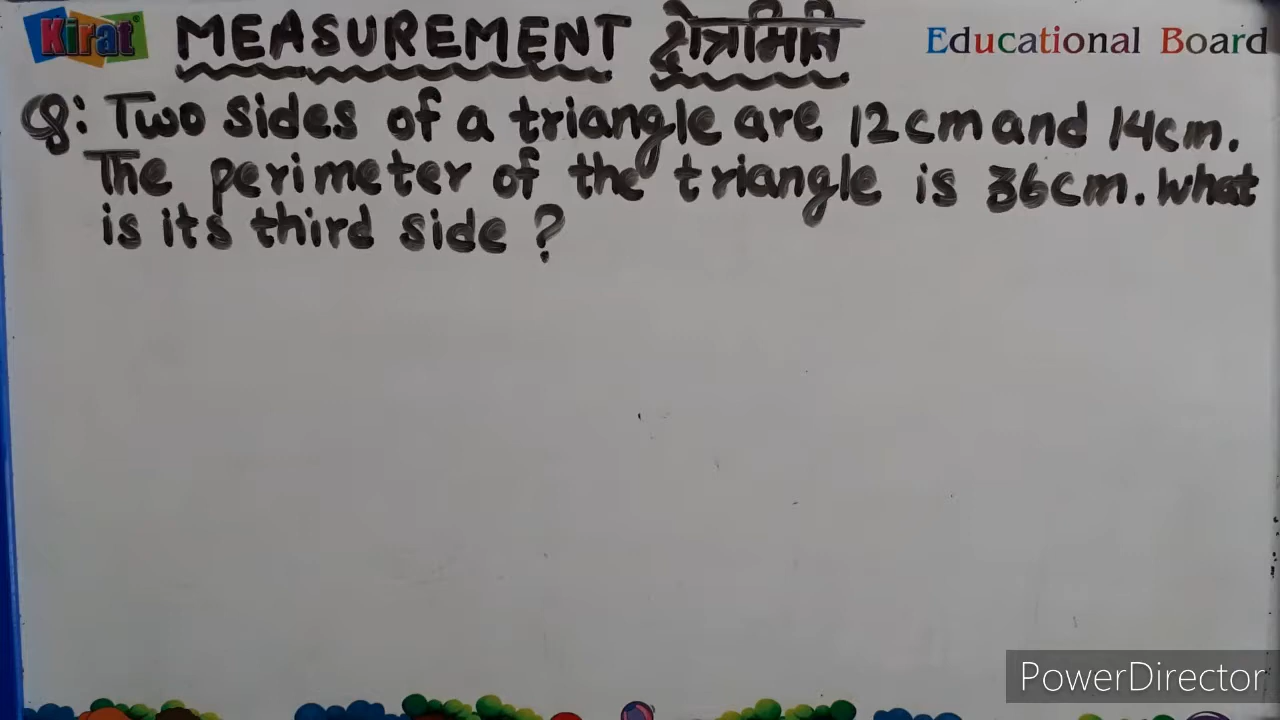 Kirat® MEASUREMENT क्षेत्रमिति Educational Board
Q: Two sides of a triangle are 12cm and 14cm.
The perimeter of the triangle is 36cm. What
is its third side ?
PowerDirector